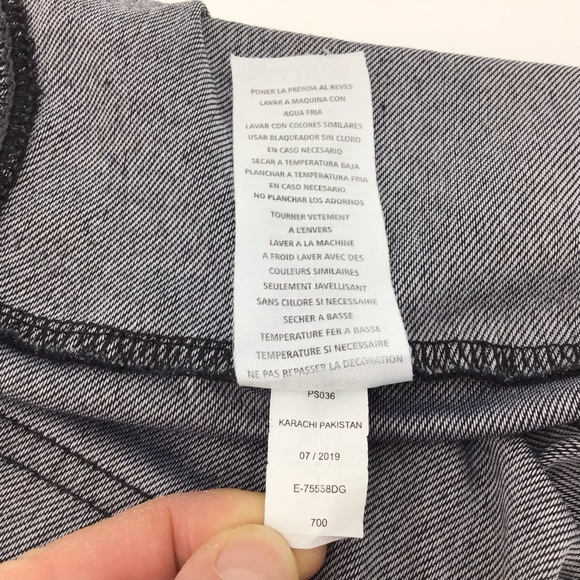 PONER LA PRENDA AL REVES
LAVAR A MAQUINA CON
AGUA FRIA
LAVAR CON COLORES SIMILARES
USAR BLAQUEADOR SIN CLORO
EN CASO NECESARIO
SECAR A TEMPERATURA BAJA
PLANCHAR A TEMPERATURA FRIA
EN CASO NECESARIO
NO PLANCHAR LOS ADORNOS
TOURNER VETEMENT
A L'ENVERS
LAVER A LA MACHINE
A FROID LAVER AVEC DES
COULEURS SIMILAIRES
SEULEMENT JAVELLISANT
SANS CHLORE SI NECESSAIRE
SECHER A BASSE
TEMPERATURE FER A BASSE
TEMPERATURE SI NECESSAIRE
NE PAS REPASSER LA DECORATION
PS036
KARACHI PAKISTAN
07 / 2019
E-75558DG
700